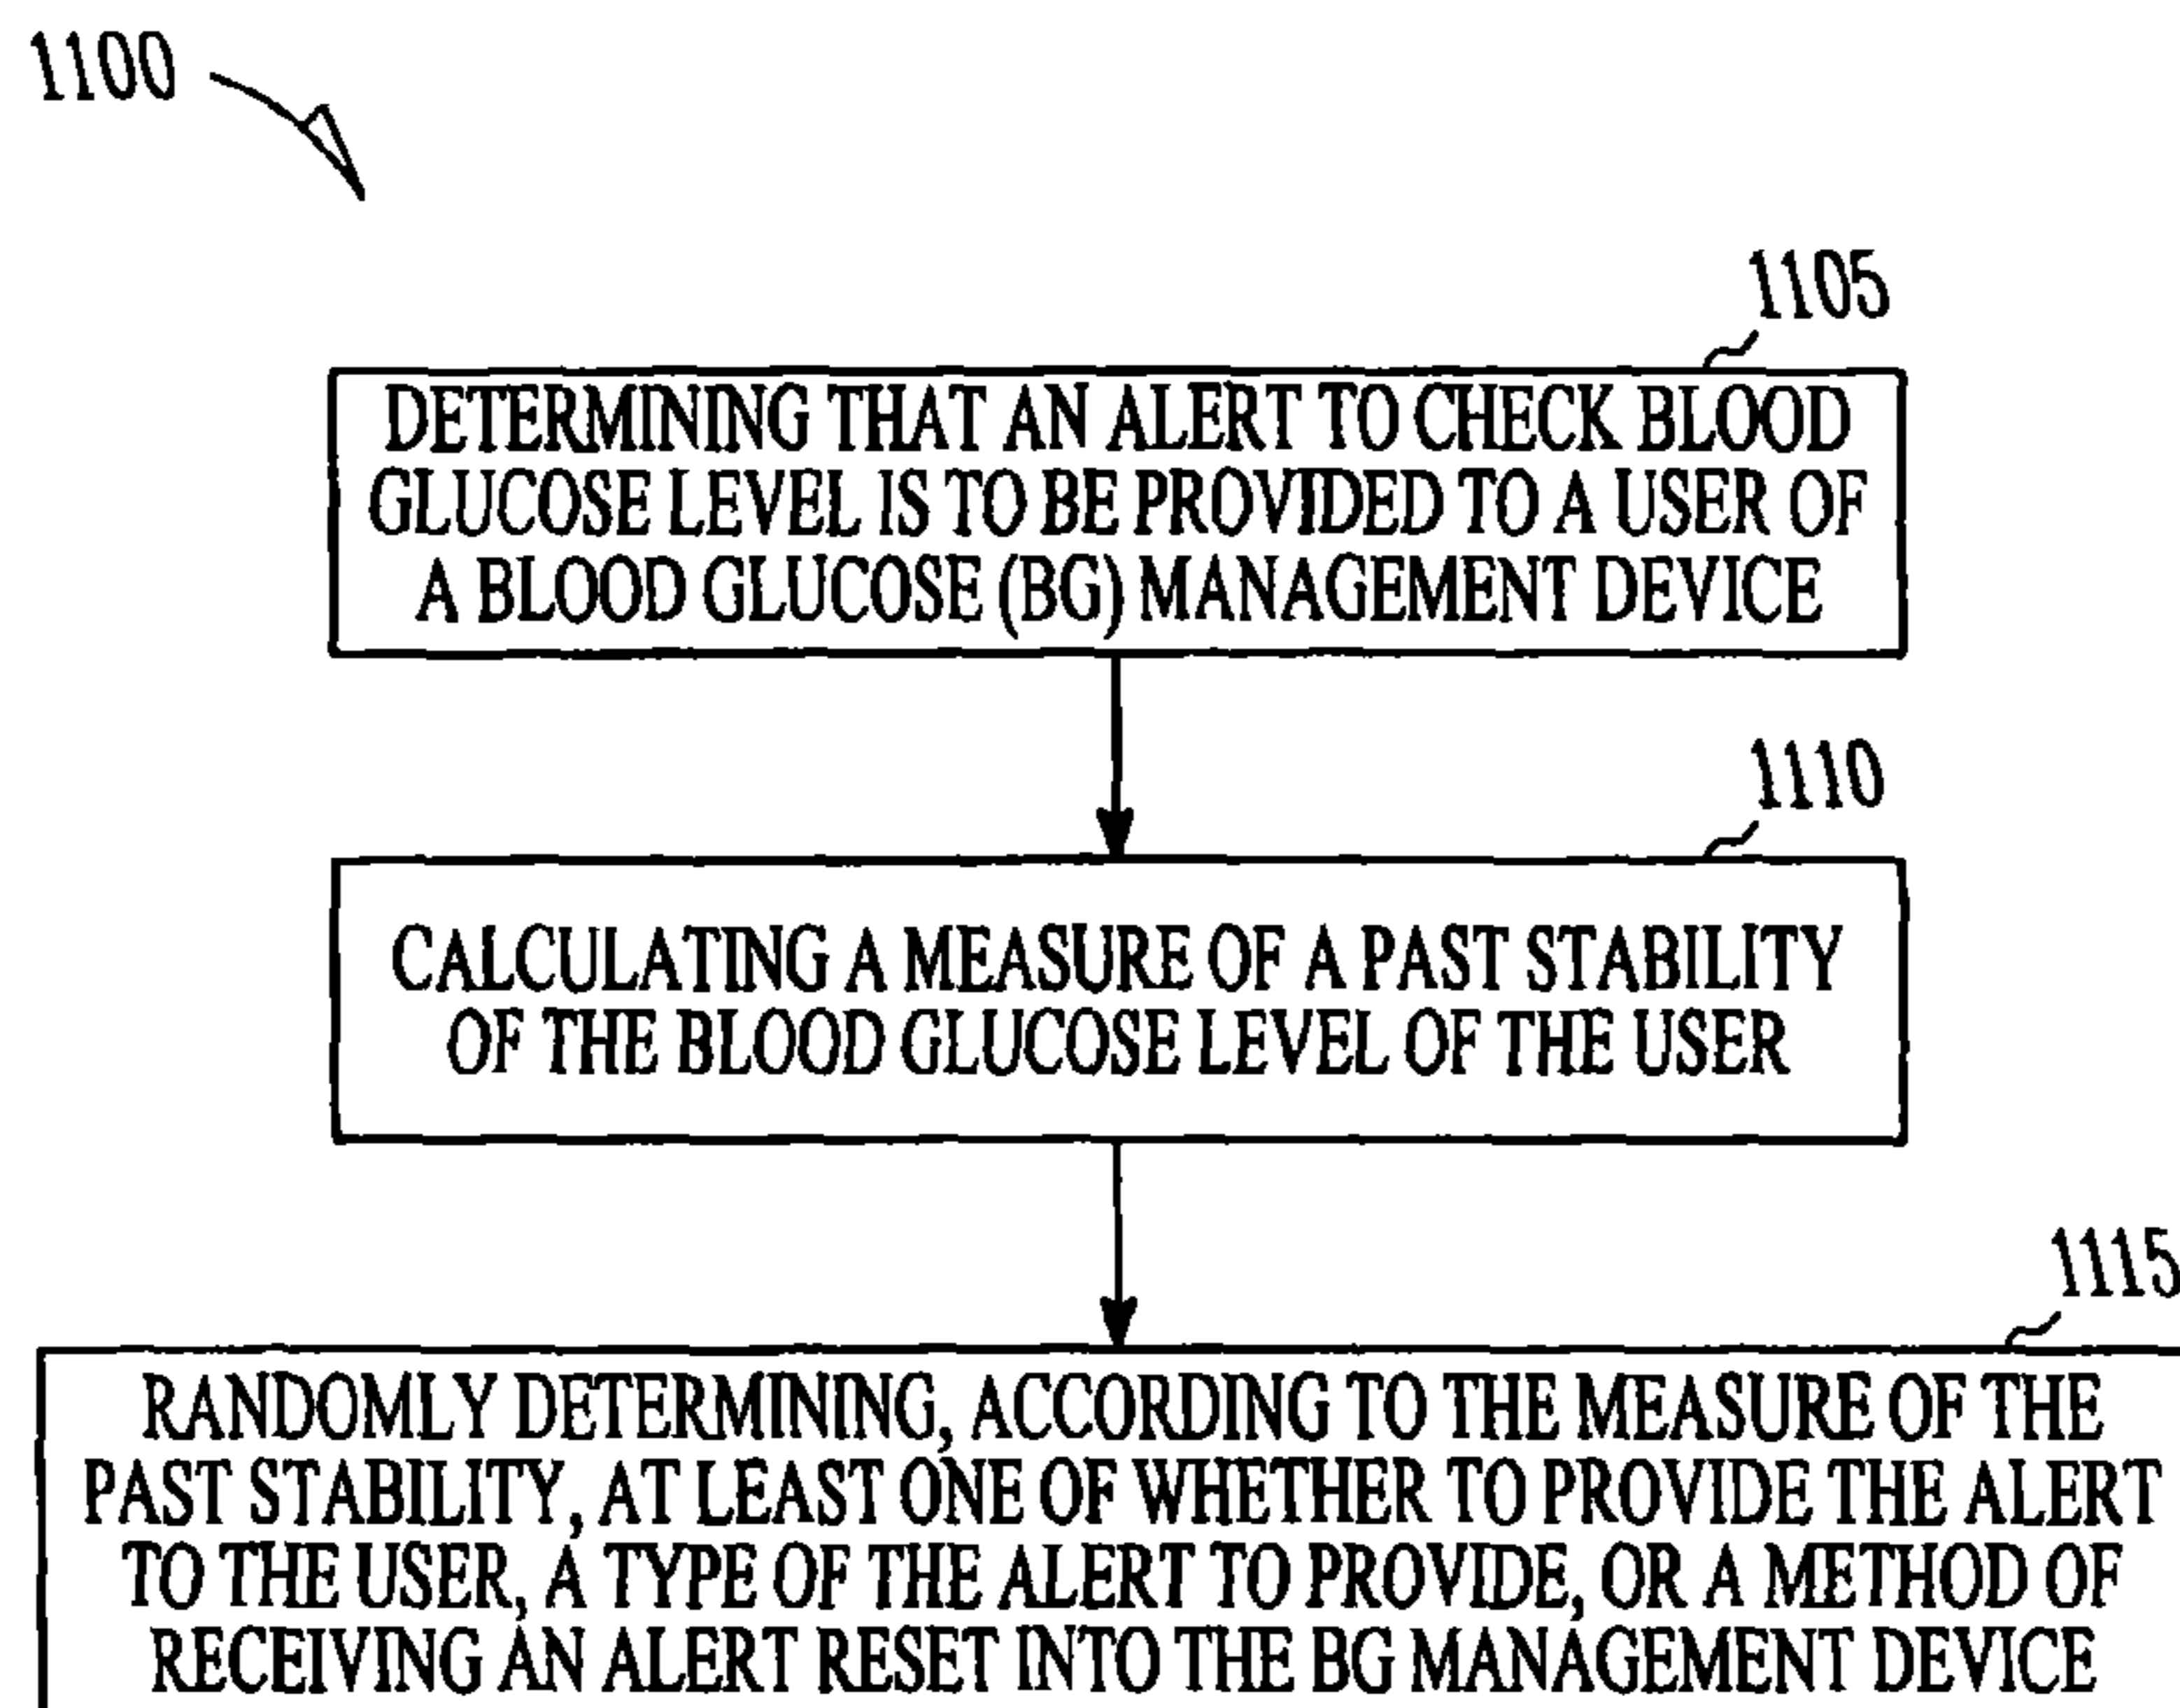 1100
1105
DETERMINING THAT AN ALERT TO CHECK BLOOD
GLUCOSE LEVEL IS TO BE PROVIDED TO A USER OF
A BLOOD GLUCOSE (BG) MANAGEMENT DEVICE
1110
CALCULATING A MEASURE OF A PAST STABILITY
OF THE BLOOD GLUCOSE LEVEL OF THE USER
1115
RANDOMLY DETERMINING, ACCORDING TO THE MEASURE OF THE
PAST STABILITY, AT LEAST ONE OF WHETHER TO PROVIDE THE ALERT
TO THE USER, A TYPE OF THE ALERT TO PROVIDE, OR A METHOD OF
RECEIVING AN ALERT RESET INTO THE BG MANAGEMENT DEVICE